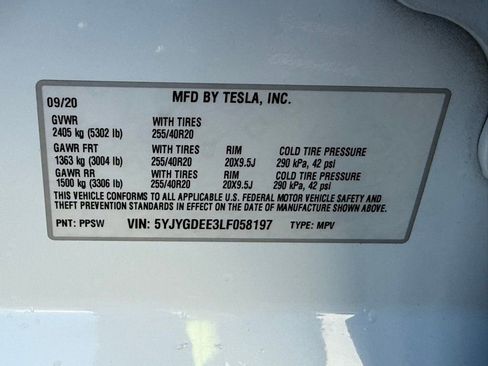 09/20 MFD BY TESLA, INC.
GVWR WITH TIRES
2405 kg (5302 lb) 255/40R20
GAWR FRT WITH TIRES RIM COLD TIRE PRESSURE
1363 kg (3004 lb) 255/40R20 20X9.5J 290 kPa, 42 psi
GAWR RR WITH TIRES RIM COLD TIRE PRESSURE
1500 kg (3306 lb) 255/40R20 20X9.5J 290 kPa, 42 psi
THIS VEHICLE CONFORMS TO ALL APPLICABLE U.S. FEDERAL MOTOR VEHICLE SAFETY AND
THEFT PREVENTION STANDARDS IN EFFECT ON THE DATE OF MANUFACTURE SHOWN ABOVE.
PNT: PPSW VIN: 5YJYGDEE3LF058197 TYPE: MPV